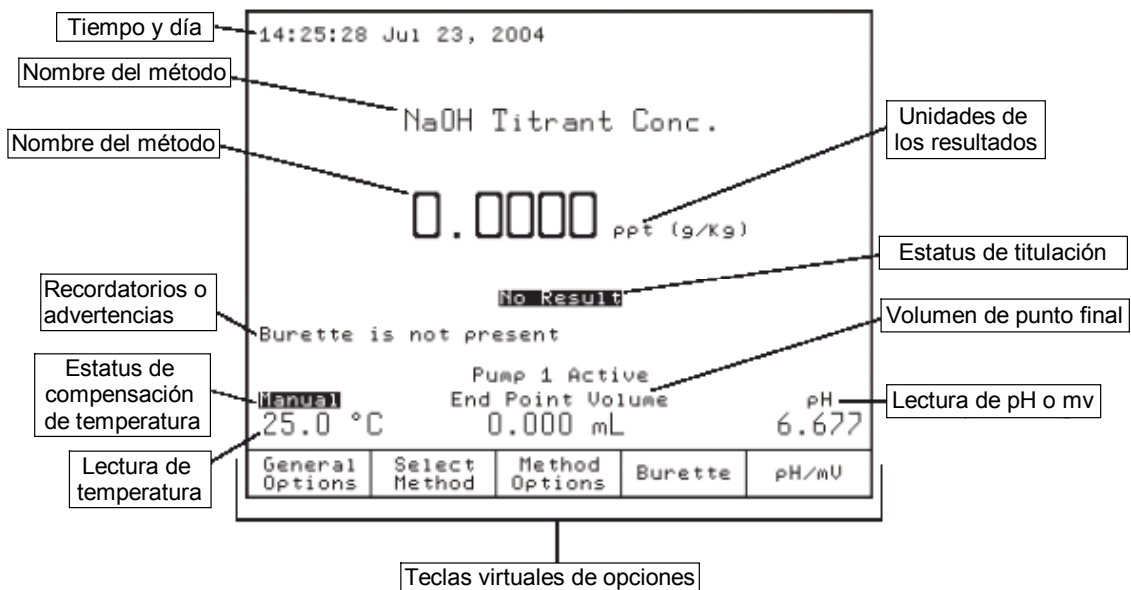 Tiempo y día
14:25:28 Jul 23, 2004
Nombre del método
NaOH Titrant Conc.
Unidades de
los resultados
Nombre del método
0.0000 ppt (g/Kg)
Estatus de titulación
No Result
Recordatorios o
advertencias
Burette is not present
Volumen de punto final
Estatus de
compensación
de temperatura
Pump 1 Active
Manual
End Point Volume
pH
Lectura de pH o mv
25.0 °C
0.000 mL
6.677
Lectura de
temperatura
General
Options
Select
Method
Method
Options
Burette
pH/mV
Teclas virtuales de opciones